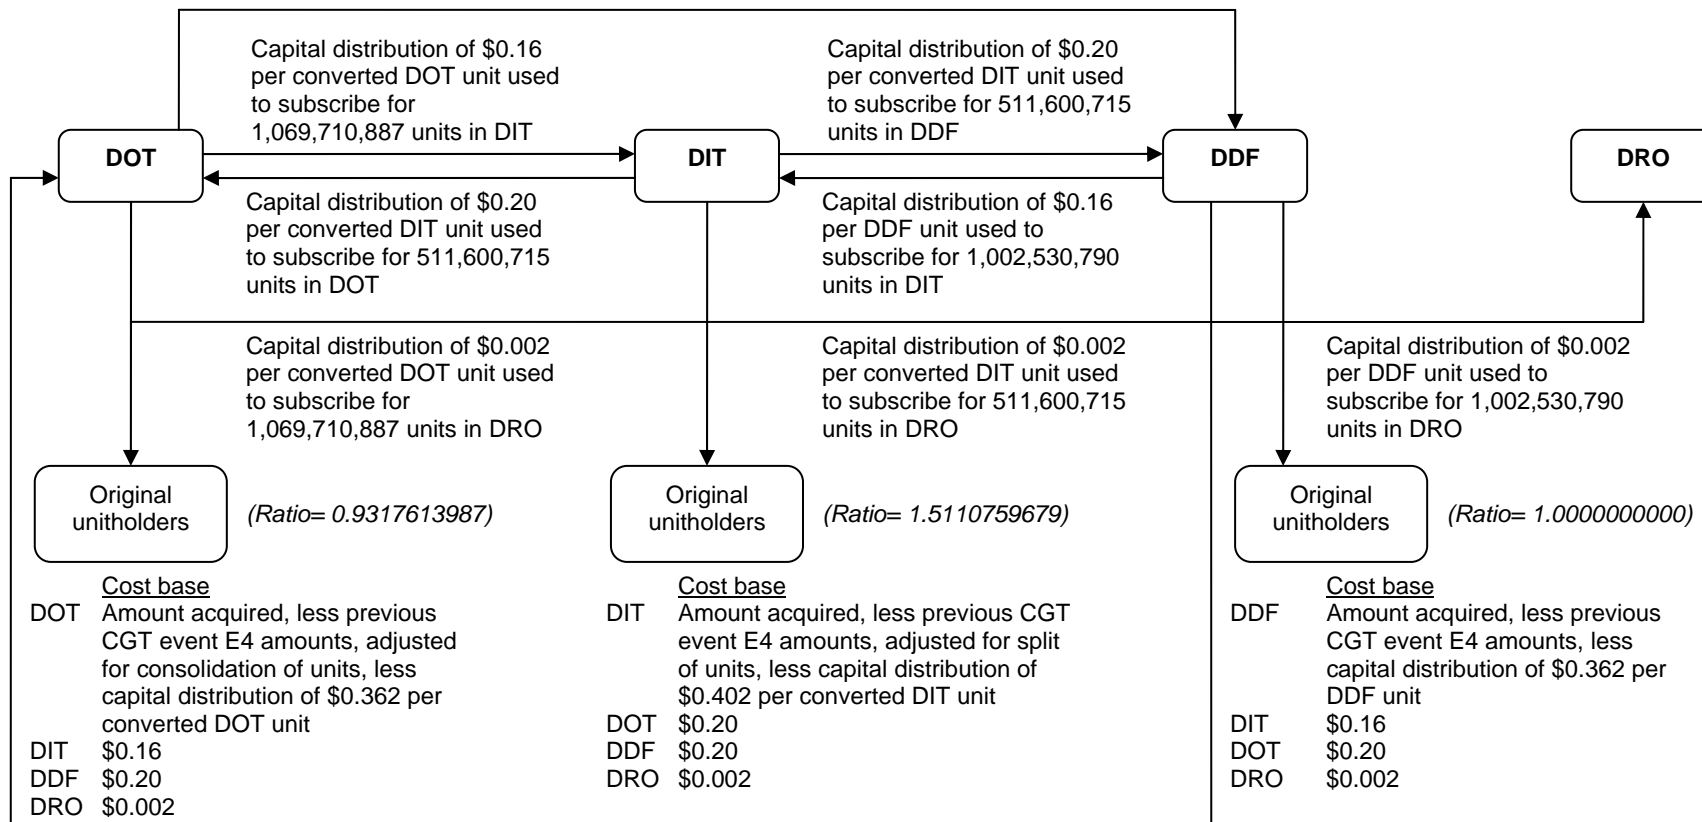 Capital distribution of $0.16
per converted DOT unit used
to subscribe for
1,069,710,887 units in DIT
Capital distribution of $0.20
per converted DIT unit used
to subscribe for 511,600,715
units in DDF
DOT
DIT
DDF
DRO
Capital distribution of $0.20
per converted DIT unit used
to subscribe for 511,600,715
units in DOT
Capital distribution of $0.16
per DDF unit used to
subscribe for 1,002,530,790
units in DIT
Capital distribution of $0.002
per converted DOT unit used
to subscribe for
1,069,710,887 units in DRO
Capital distribution of $0.002
per converted DIT unit used
to subscribe for 511,600,715
units in DRO
Capital distribution of $0.002
per DDF unit used to
subscribe for 1,002,530,790
units in DRO
Original
unitholders
(Ratio= 0.9317613987)
Original
unitholders
(Ratio= 1.5110759679)
Original
unitholders
(Ratio= 1.0000000000)
Cost base
DOT Amount acquired, less previous
CGT event E4 amounts, adjusted
for consolidation of units, less
capital distribution of $0.362 per
converted DOT unit
DIT $0.16
DDF $0.20
DRO $0.002
Cost base
DIT Amount acquired, less previous CGT
event E4 amounts, adjusted for split
of units, less capital distribution of
$0.402 per converted DIT unit
DOT $0.20
DDF $0.20
DRO $0.002
Cost base
DDF Amount acquired, less previous
CGT event E4 amounts, less
capital distribution of $0.362 per
DDF unit
DIT $0.16
DOT $0.20
DRO $0.002